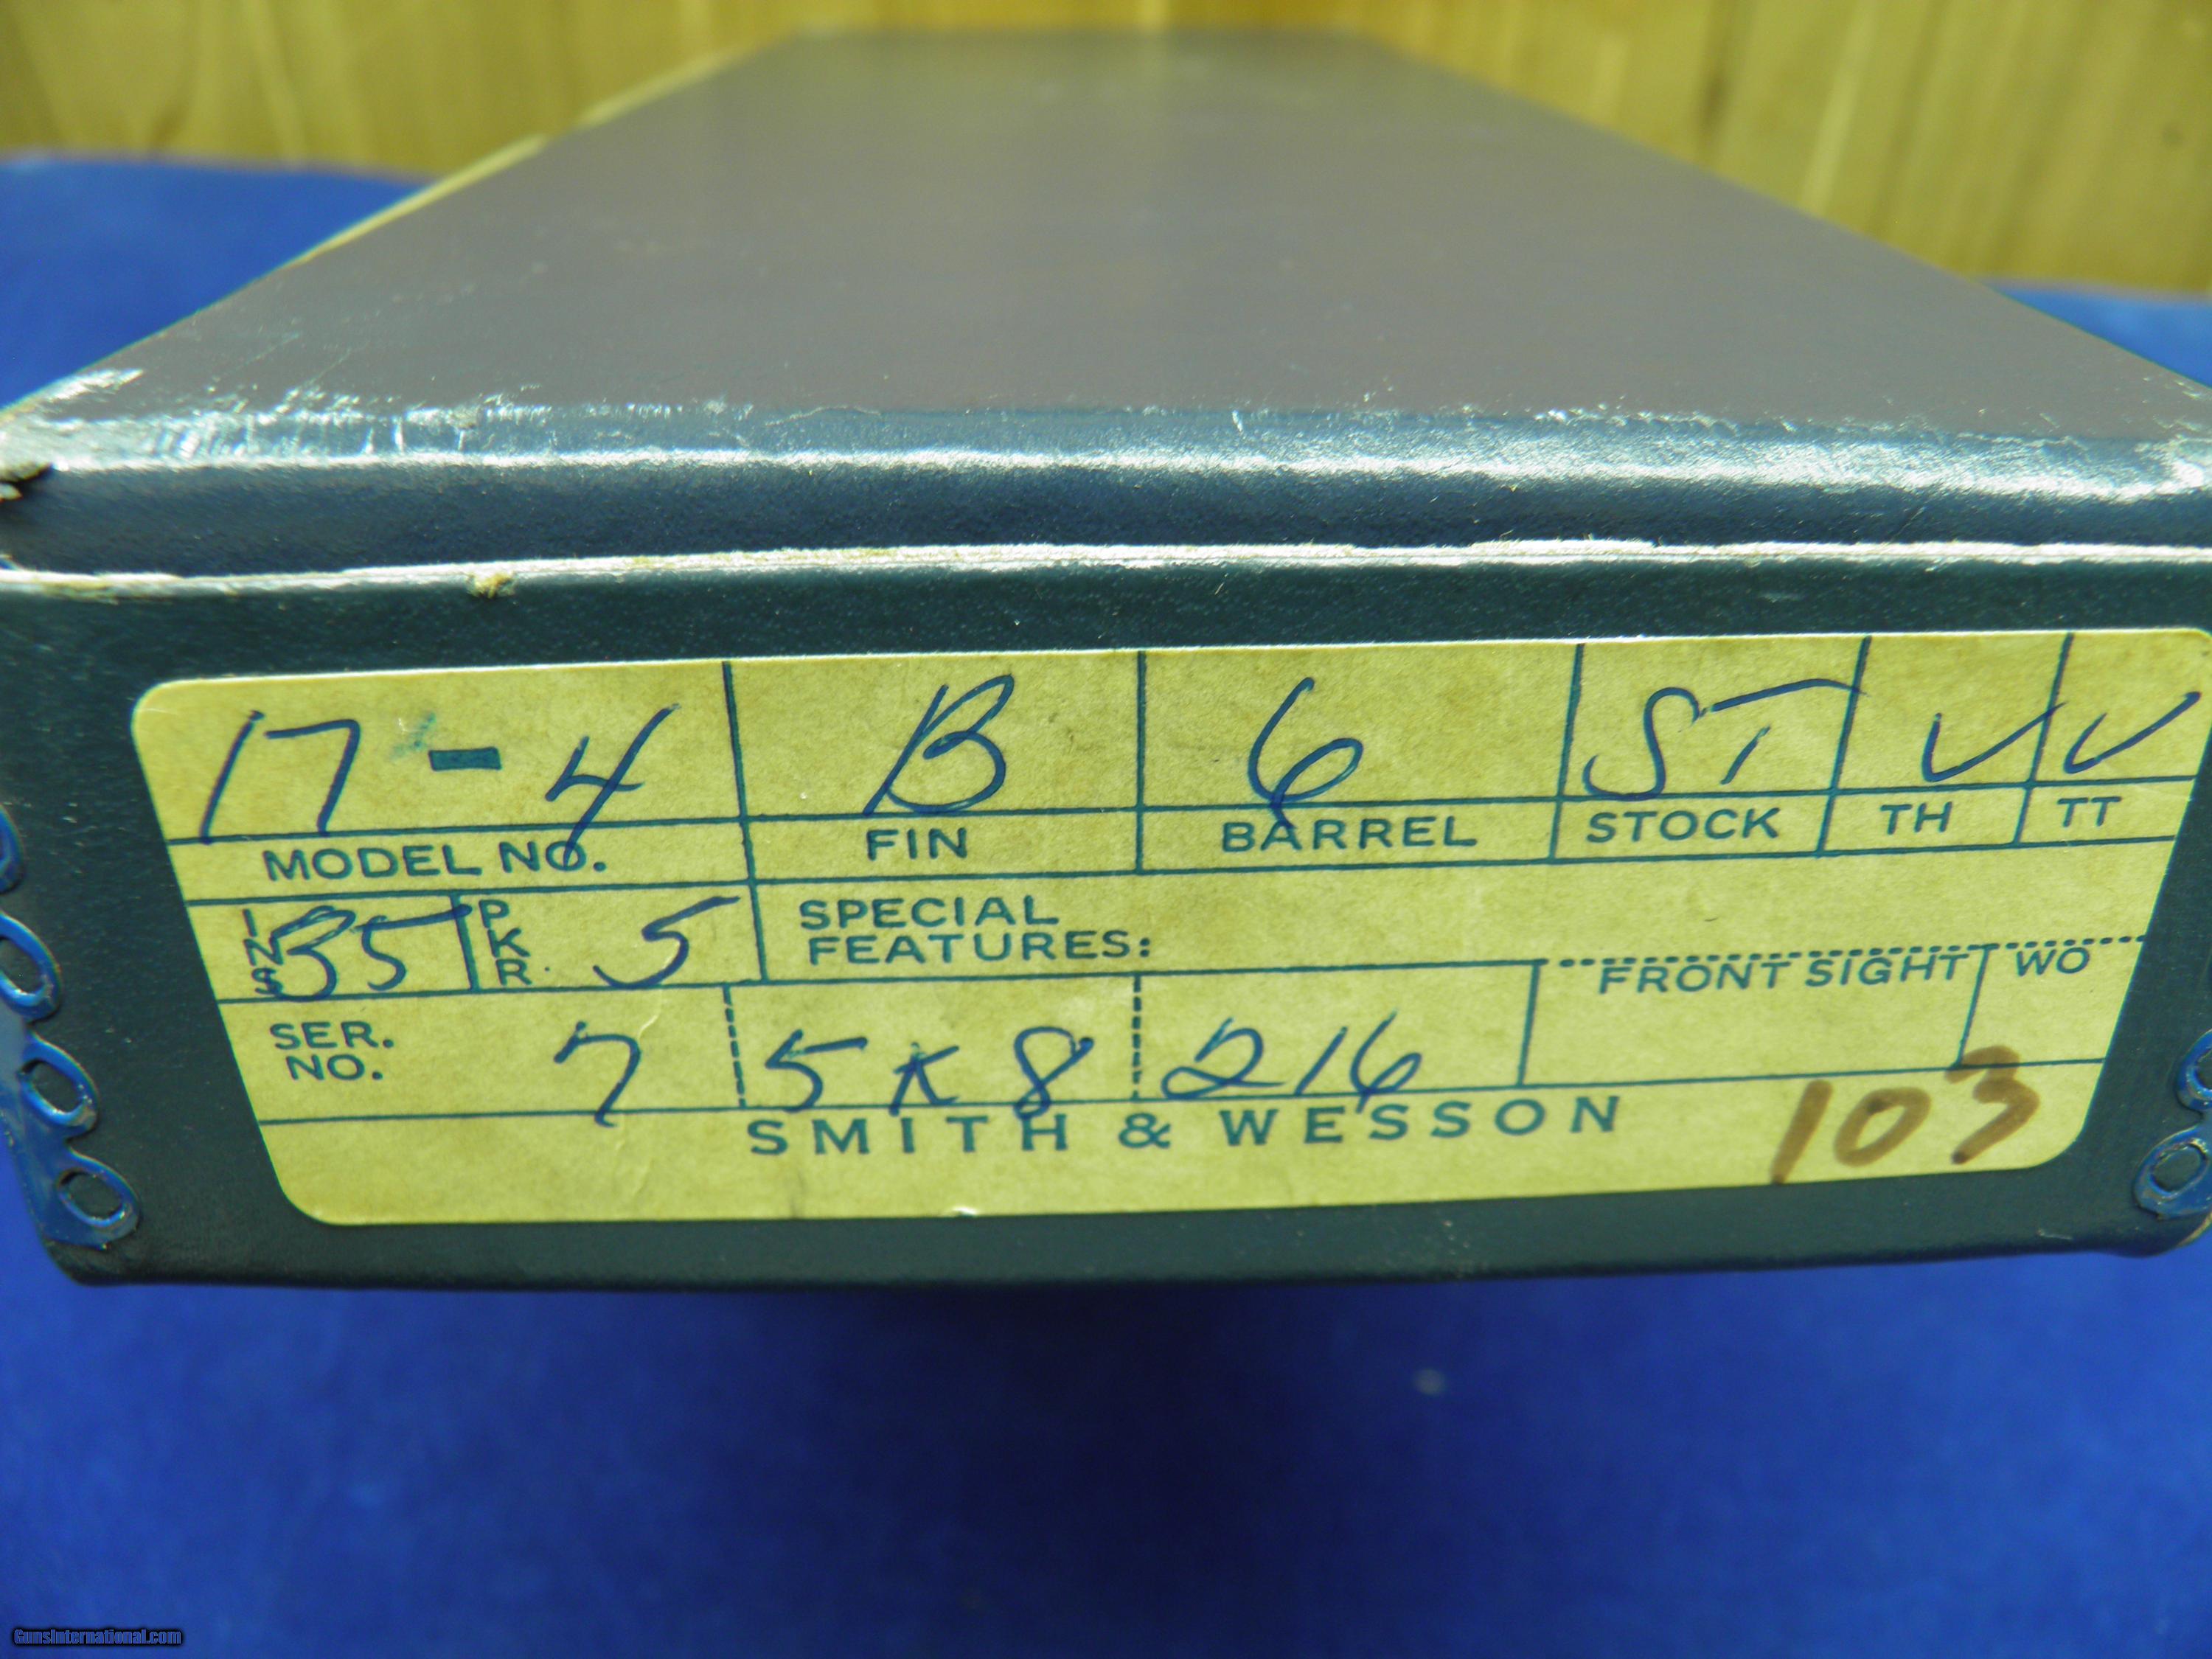 17-4 B 6 ST ✓ ✓
MODEL NO. FIN BARREL STOCK TH TT
INS 35 PKR. 5 SPECIAL
FEATURES:
FRONT SIGHT WO
SER.
NO. 7 5K8 216
SMITH & WESSON 103
GunsInternational.com